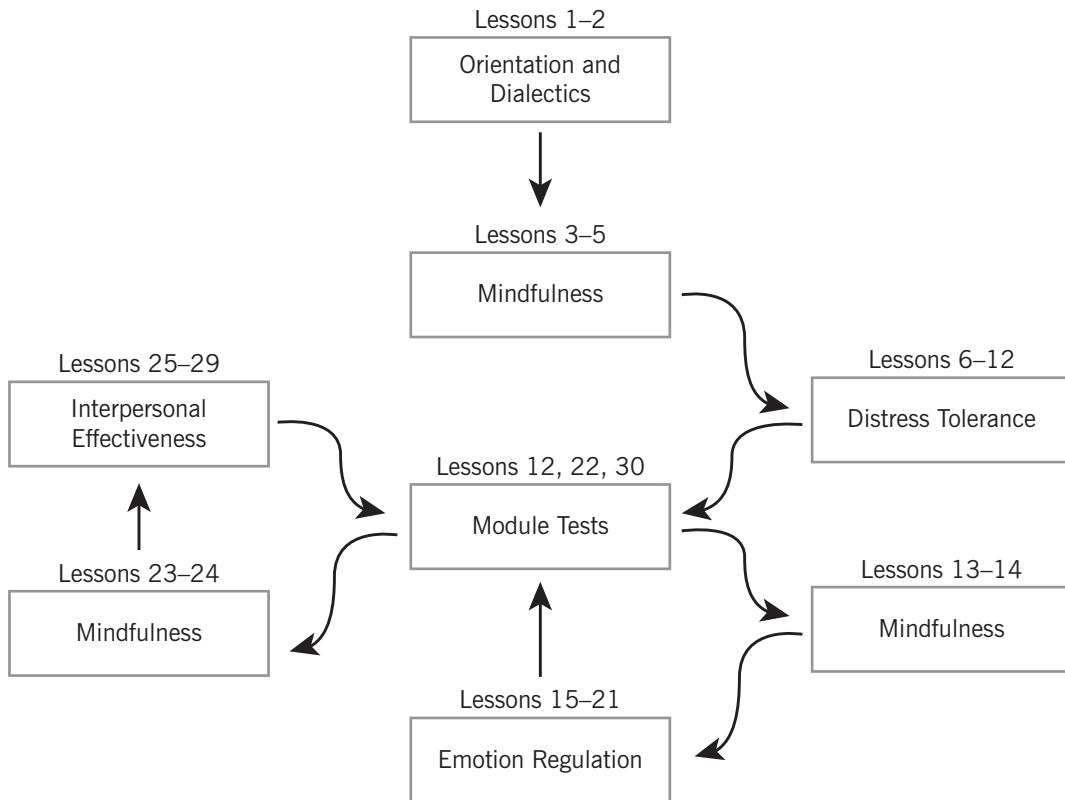 Lessons 1–2
Orientation and
Dialectics
Lessons 3–5
Mindfulness
Lessons 25–29
Interpersonal
Effectiveness
Lessons 6–12
Distress Tolerance
Lessons 12, 22, 30
Module Tests
Lessons 23–24
Mindfulness
Lessons 13–14
Mindfulness
Lessons 15–21
Emotion Regulation